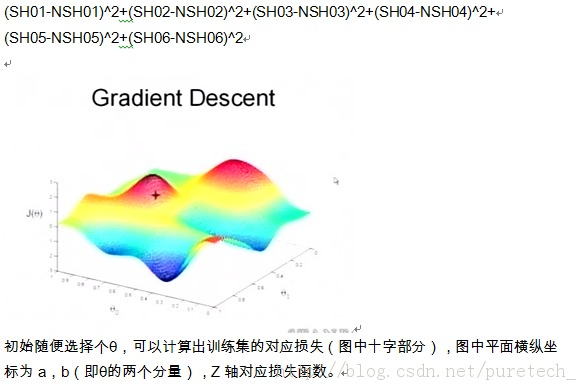 (SH01-NSH01)^2+(SH02-NSH02)^2+(SH03-NSH03)^2+(SH04-NSH04)^2+
(SH05-NSH05)^2+(SH06-NSH06)^2
Gradient Descent
J(Θ)
初始随便选择个θ，可以计算出训练集的对应损失（图中十字部分），图中平面横纵坐
标为 a，b（即θ的两个分量），Z 轴对应损失函数。
http://blog.csdn.net/puretech_